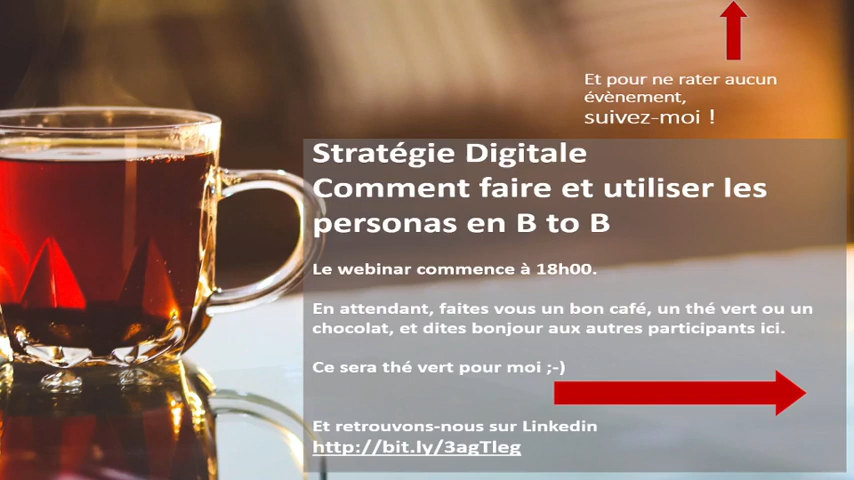 Et pour ne rater aucun
évènement,
suivez-moi !
Stratégie Digitale
Comment faire et utiliser les
personas en B to B
Le webinar commence à 18h00.
En attendant, faites vous un bon café, un thé vert ou un
chocolat, et dites bonjour aux autres participants ici.
Ce sera thé vert pour moi ;-)
Et retrouvons-nous sur Linkedin
http://bit.ly/3agTleg